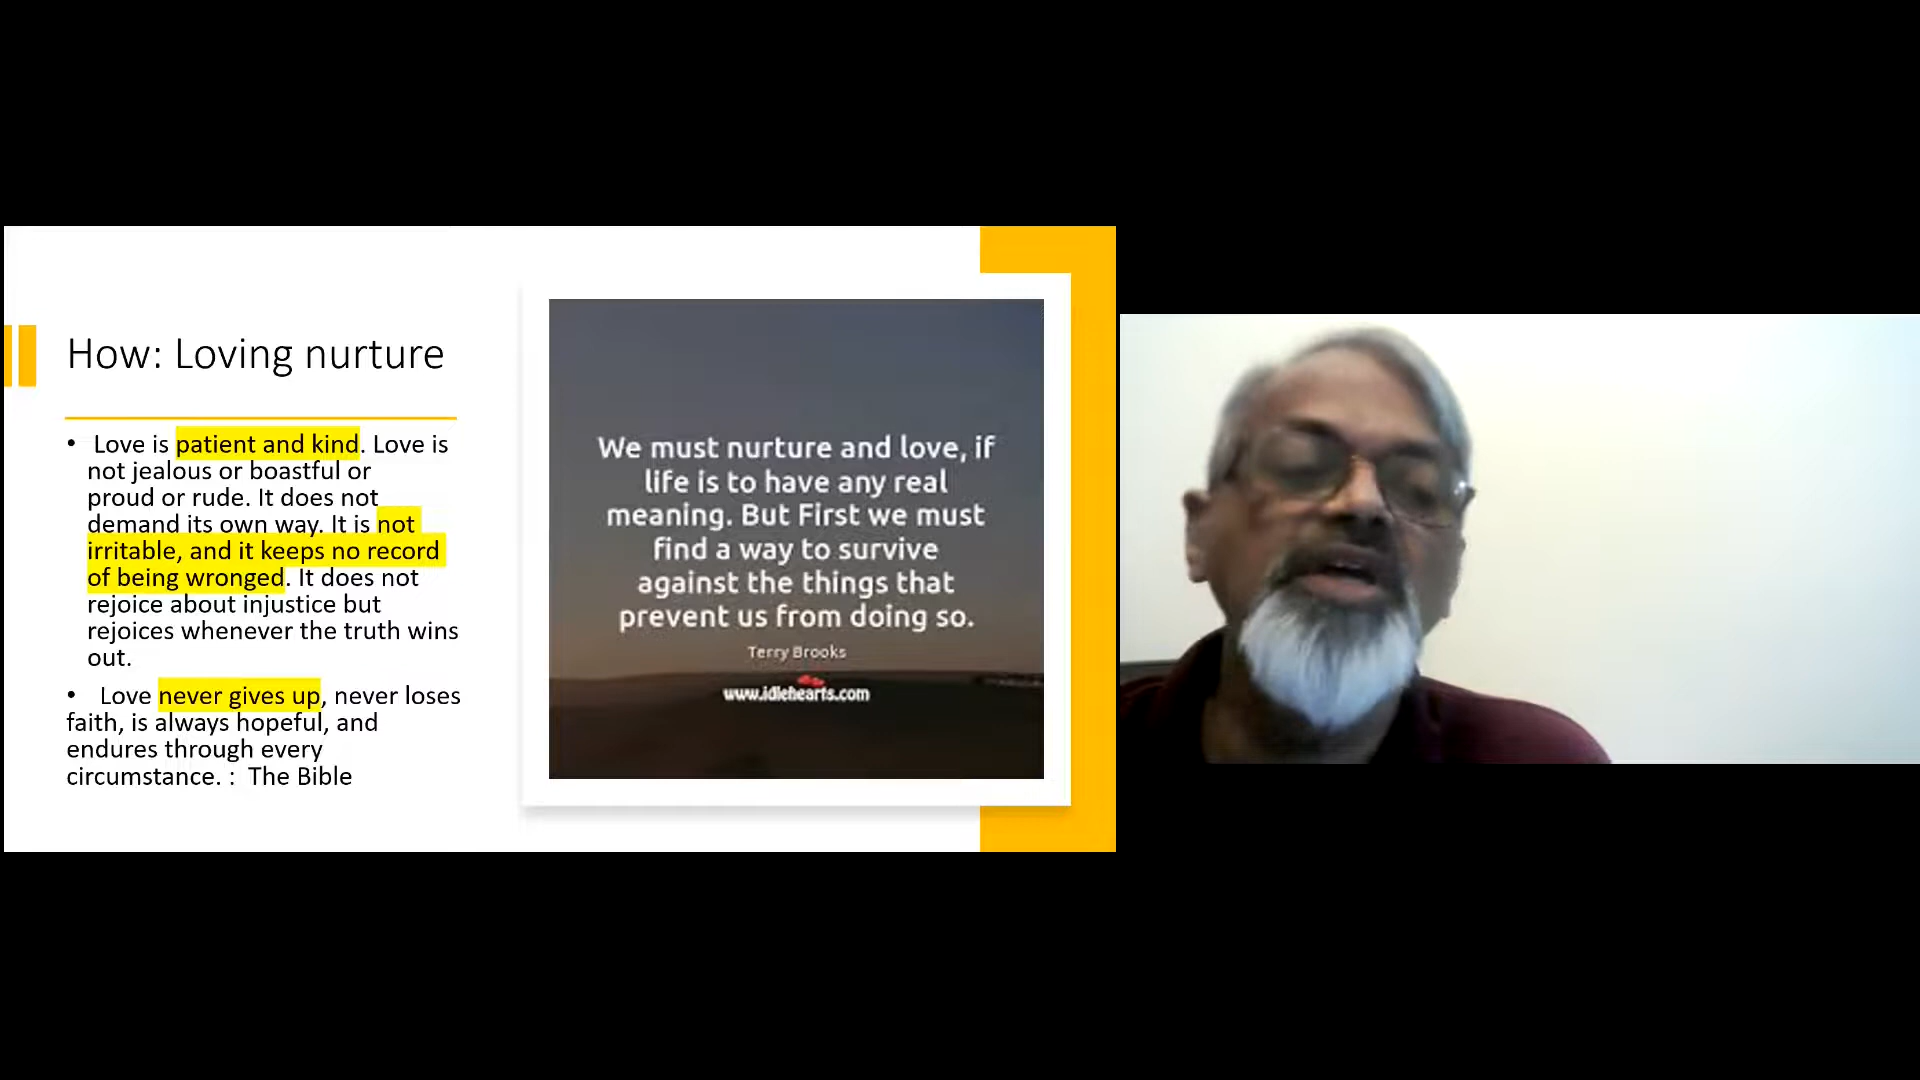 How: Loving nurture
• Love is patient and kind. Love is
not jealous or boastful or
proud or rude. It does not
demand its own way. It is not
irritable, and it keeps no record
of being wronged. It does not
rejoice about injustice but
rejoices whenever the truth wins
out.
• Love never gives up, never loses
faith, is always hopeful, and
endures through every
circumstance. : The Bible
We must nurture and love, if
life is to have any real
meaning. But First we must
find a way to survive
against the things that
prevent us from doing so.
Terry Brooks
www.idlehearts.com